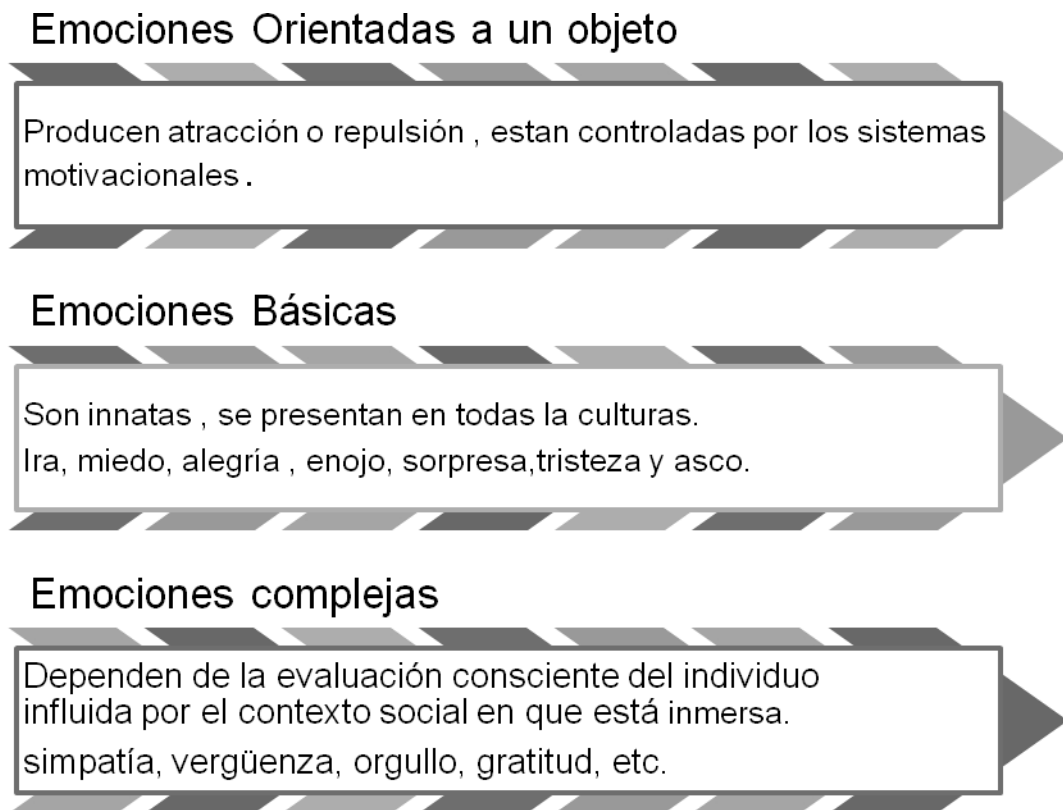 Emociones Orientadas a un objeto
Producen atracción o repulsión , estan controladas por los sistemas
motivacionales .
Emociones Básicas
Son innatas , se presentan en todas la culturas.
Ira, miedo, alegría , enojo, sorpresa,tristeza y asco.
Emociones complejas
Dependen de la evaluación consciente del individuo
influida por el contexto social en que está inmersa.
simpatía, vergüenza, orgullo, gratitud, etc.